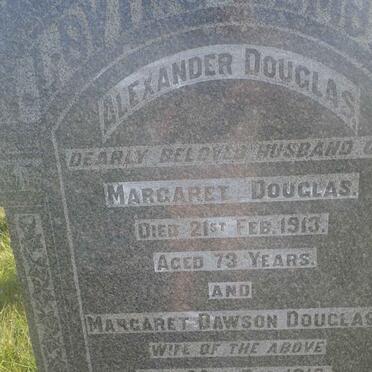 ALEXANDER DOUGLAS
DEARLY BELOVED HUSBAND
MARGARET DOUGLAS.
DIED 21ST FEB. 1913.
AGED 73 YEARS.
AND
MARGARET DAWSON DOUGLAS
WIFE OF THE ABOVE